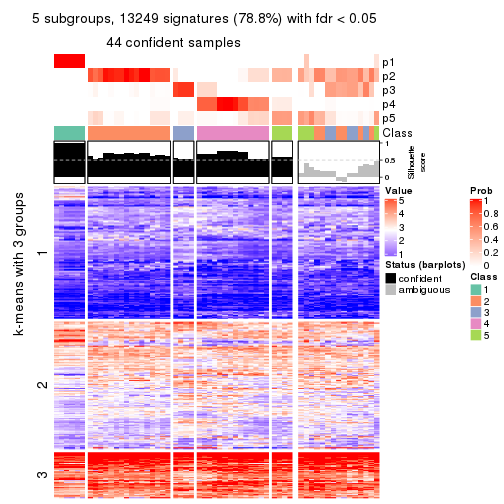 5 subgroups, 13249 signatures (78.8%) with fdr < 0.05
44 confident samples
p1
p2
p3
p4
p5
Class
1
0.5
0
Silhouette
score
k-means with 3 groups
1
2
3
Value
5
4
3
2
1
Status (barplots)
confident
ambiguous
Prob
1
0.8
0.6
0.4
0.2
0
Class
1
2
3
4
5